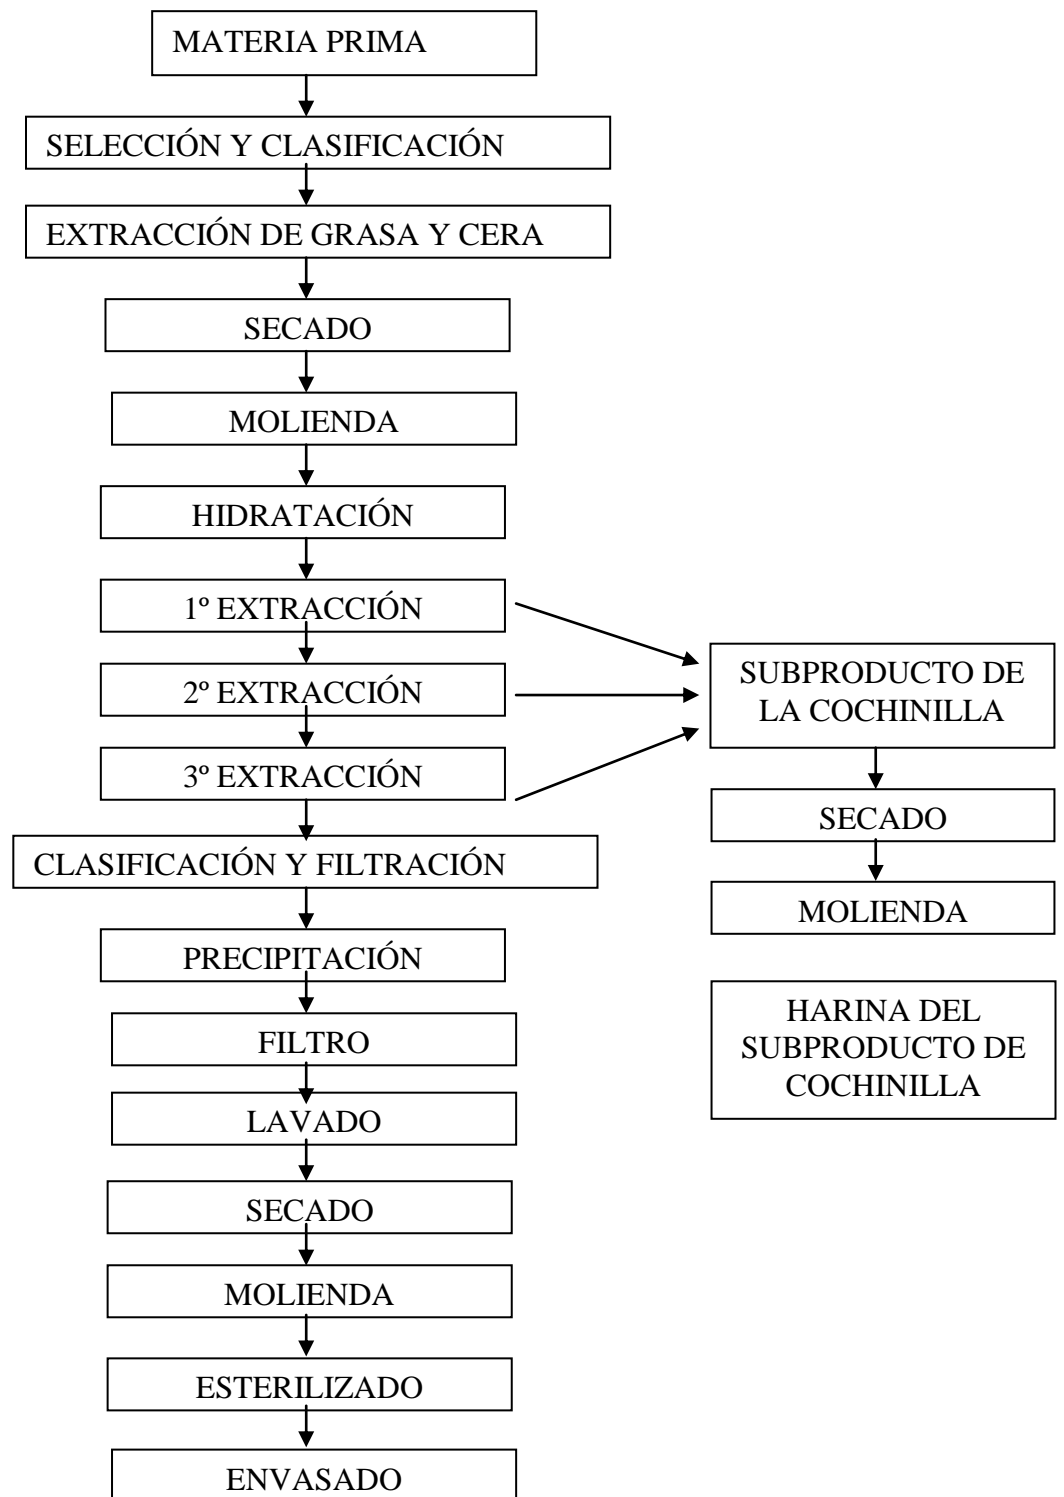 MATERIA PRIMA
SELECCIÓN Y CLASIFICACIÓN
EXTRACCIÓN DE GRASA Y CERA
SECADO
MOLIENDA
HIDRATACIÓN
1º EXTRACCIÓN
2º EXTRACCIÓN
3º EXTRACCIÓN
CLASIFICACIÓN Y FILTRACIÓN
PRECIPITACIÓN
FILTRO
LAVADO
SECADO
MOLIENDA
ESTERILIZADO
ENVASADO
SUBPRODUCTO DE
LA COCHINILLA
SECADO
MOLIENDA
HARINA DEL
SUBPRODUCTO DE
COCHINILLA